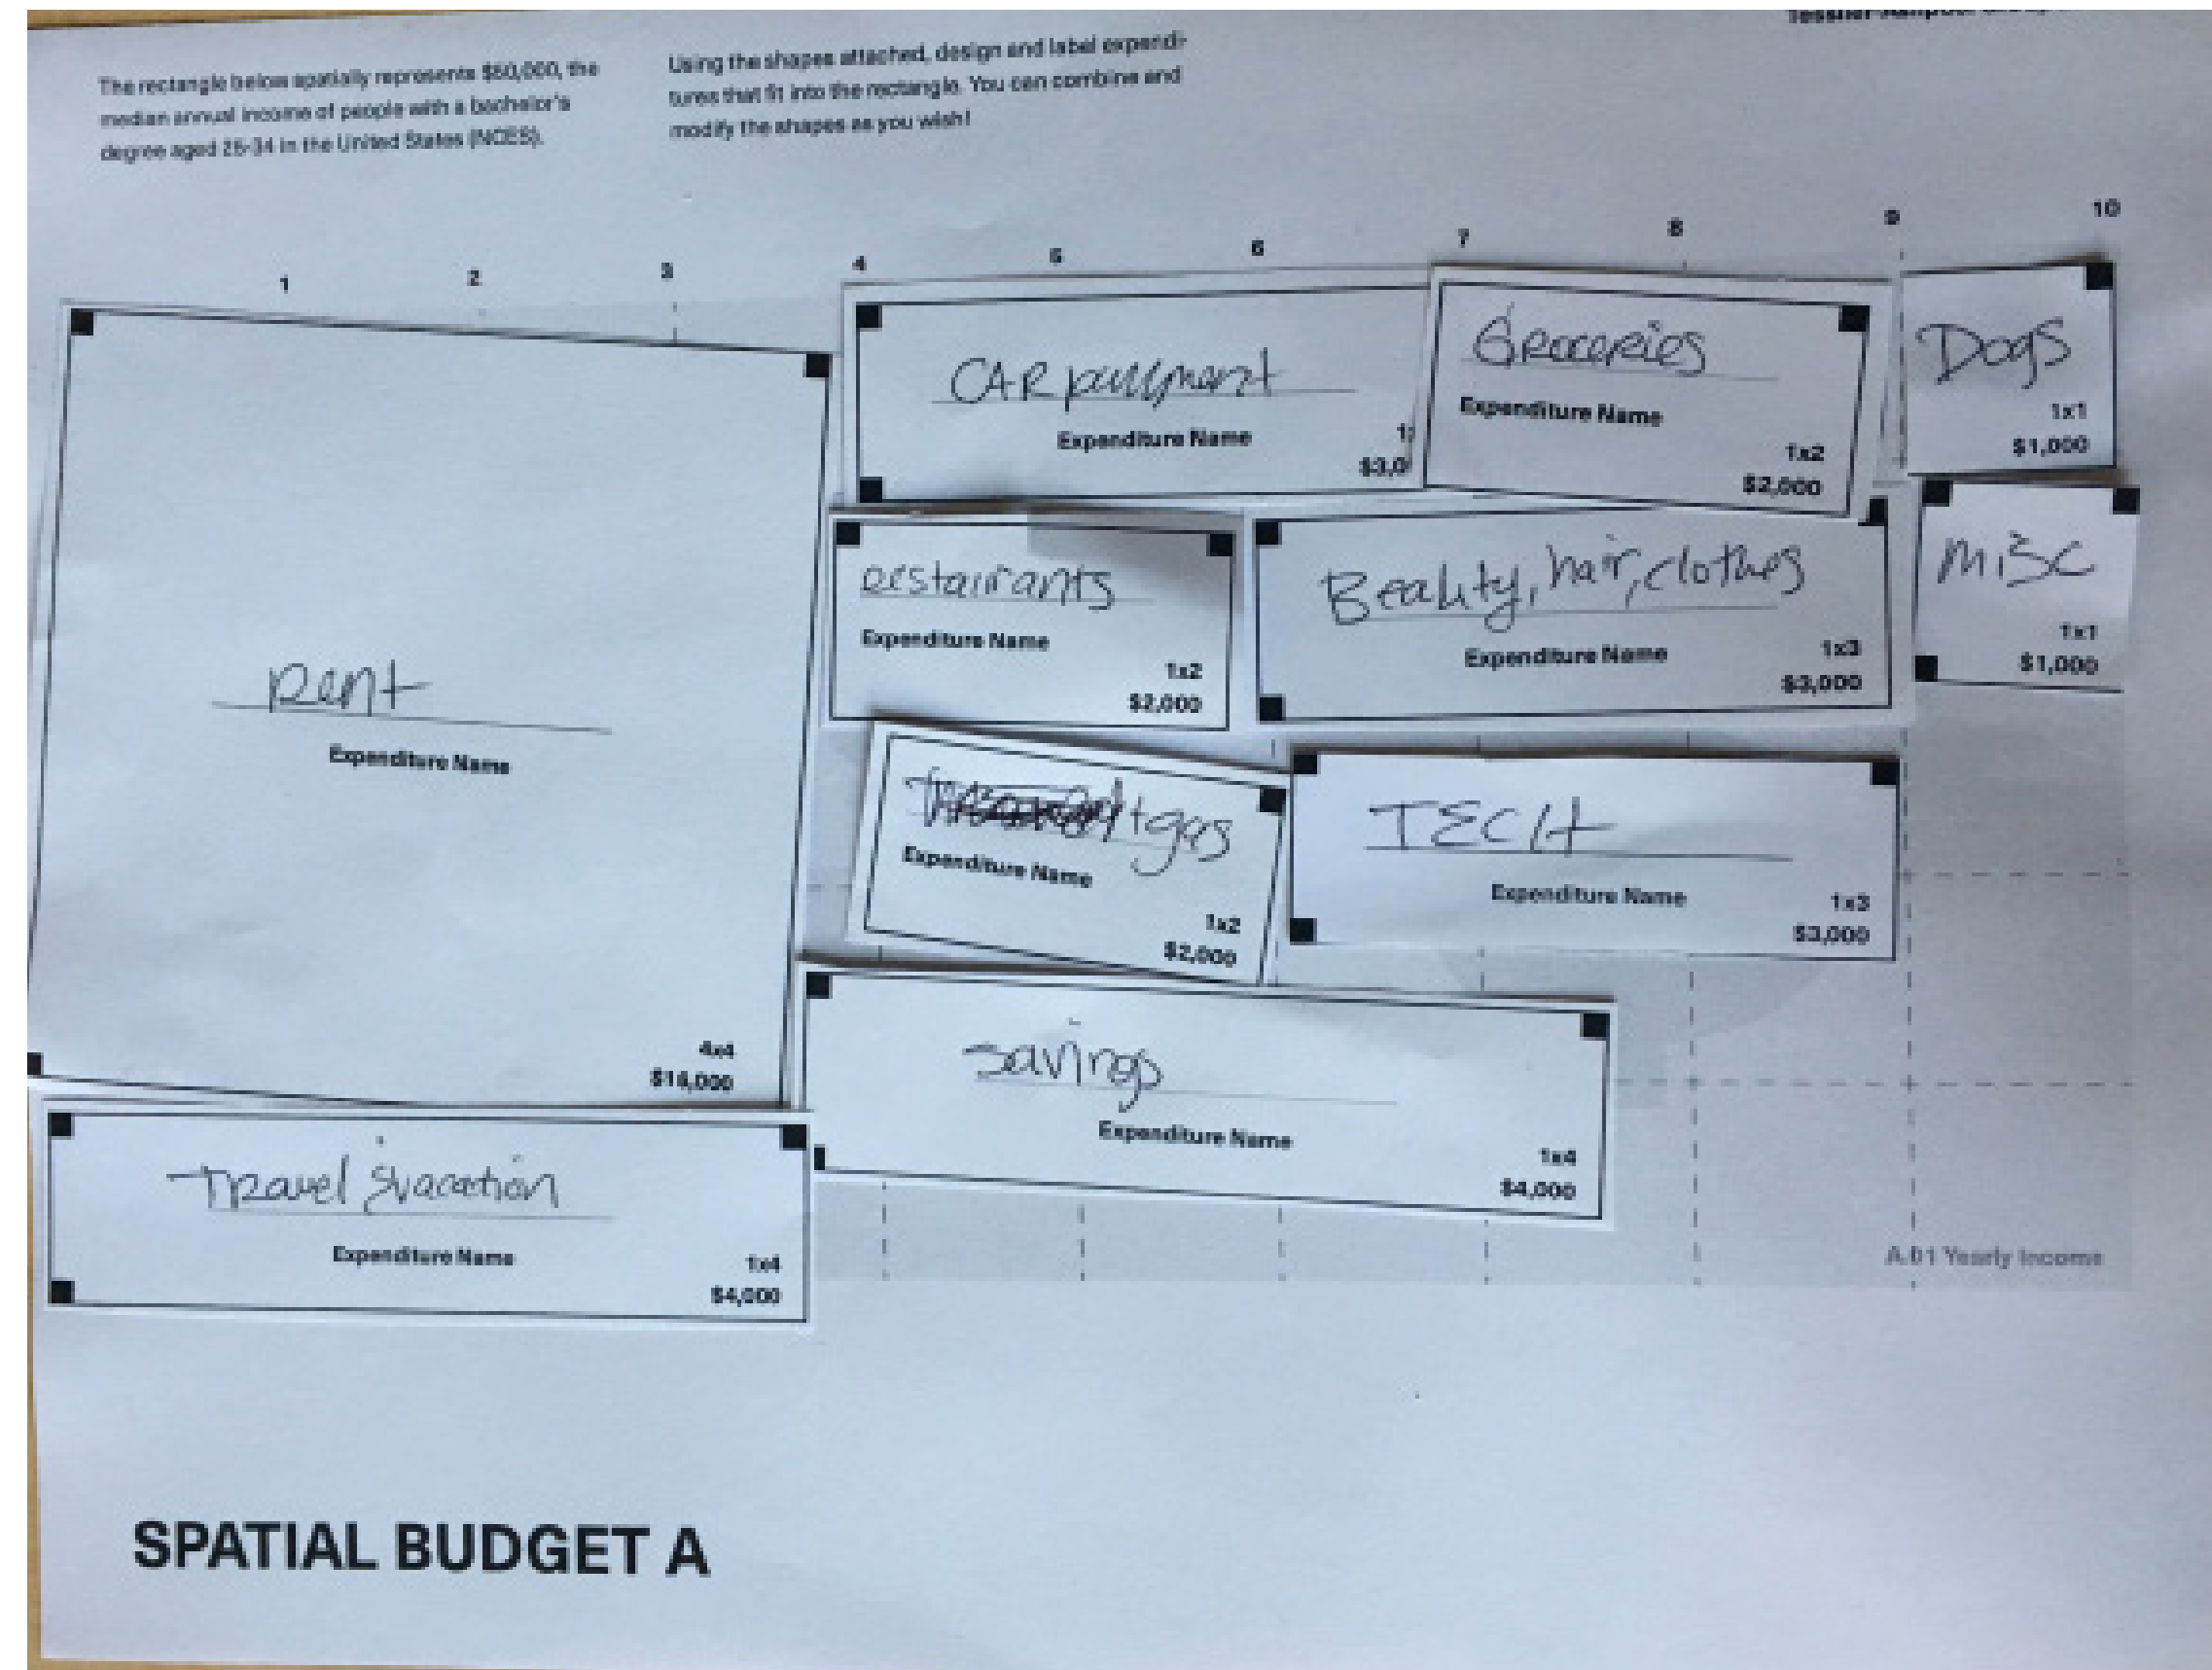 The rectangle below spatially represents $50,000, the
median annual income of people with a bachelor's
degree aged 25-34 in the United States (NCES).
Using the shapes attached, design and label expendi-
tures that fit into the rectangle. You can combine and
modify the shapes as you wish!
1 2 3 4 5 6 7 8 9 10
Rent
Expenditure Name
4x4
$16,000
CAR payment
Expenditure Name
1
$3,0
Groceries
Expenditure Name
1x2
$2,000
Dogs
1x1
$1,000
restaurants
Expenditure Name
1x2
$2,000
Beauty, hair, clothes
Expenditure Name
1x3
$3,000
misc
1x1
$1,000
+gas
Expenditure Name
1x2
$2,000
TECH
Expenditure Name
1x3
$3,000
savings
Expenditure Name
1x4
$4,000
Travel & vacation
Expenditure Name
1x4
$4,000
A.01 Yearly Income
SPATIAL BUDGET A